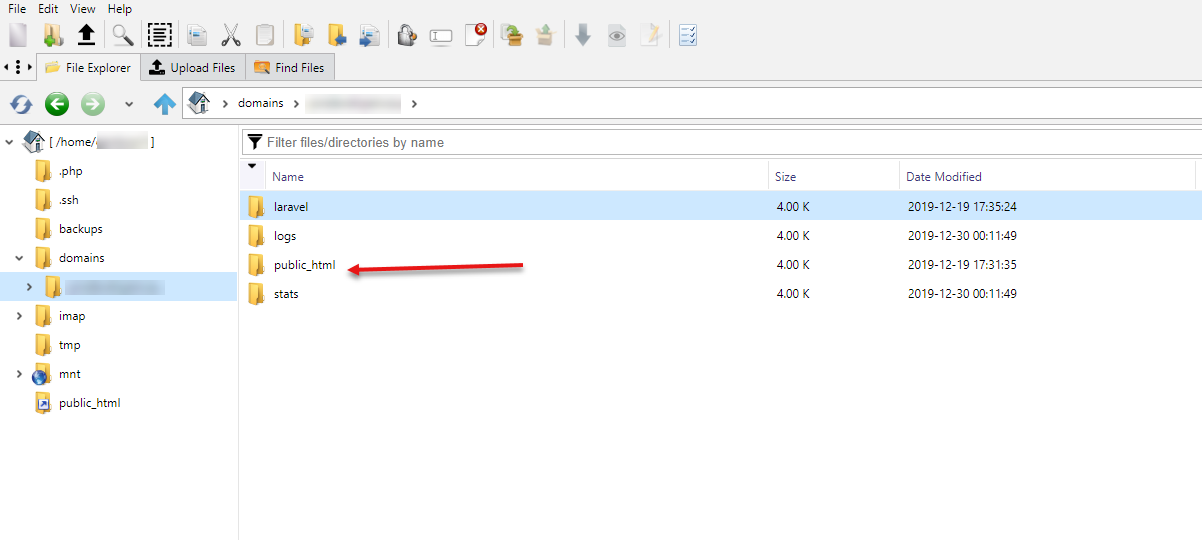 File Edit View Help
File Explorer Upload Files Find Files
domains
[ /home/ ]
.php
.ssh
backups
domains
imap
tmp
mnt
public_html
Filter files/directories by name
Name Size Date Modified
laravel 4.00 K 2019-12-19 17:35:24
logs 4.00 K 2019-12-30 00:11:49
public_html 4.00 K 2019-12-19 17:31:35
stats 4.00 K 2019-12-30 00:11:49